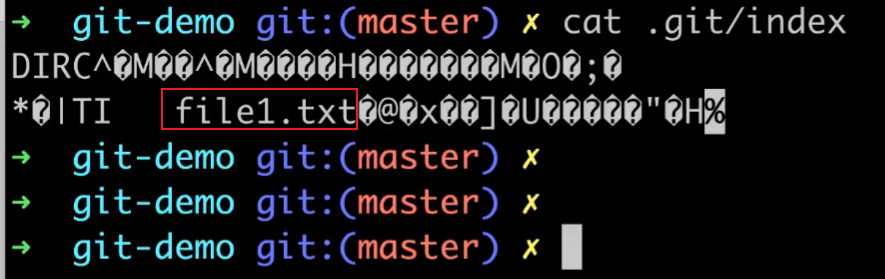 → git-demo git:(master) ✗ cat .git/index
DIRC^�M��^�M����H�������M�O�;�
*�|TI file1.txt�@�x��]�U�����"�H%
→ git-demo git:(master) ✗
→ git-demo git:(master) ✗
→ git-demo git:(master) ✗